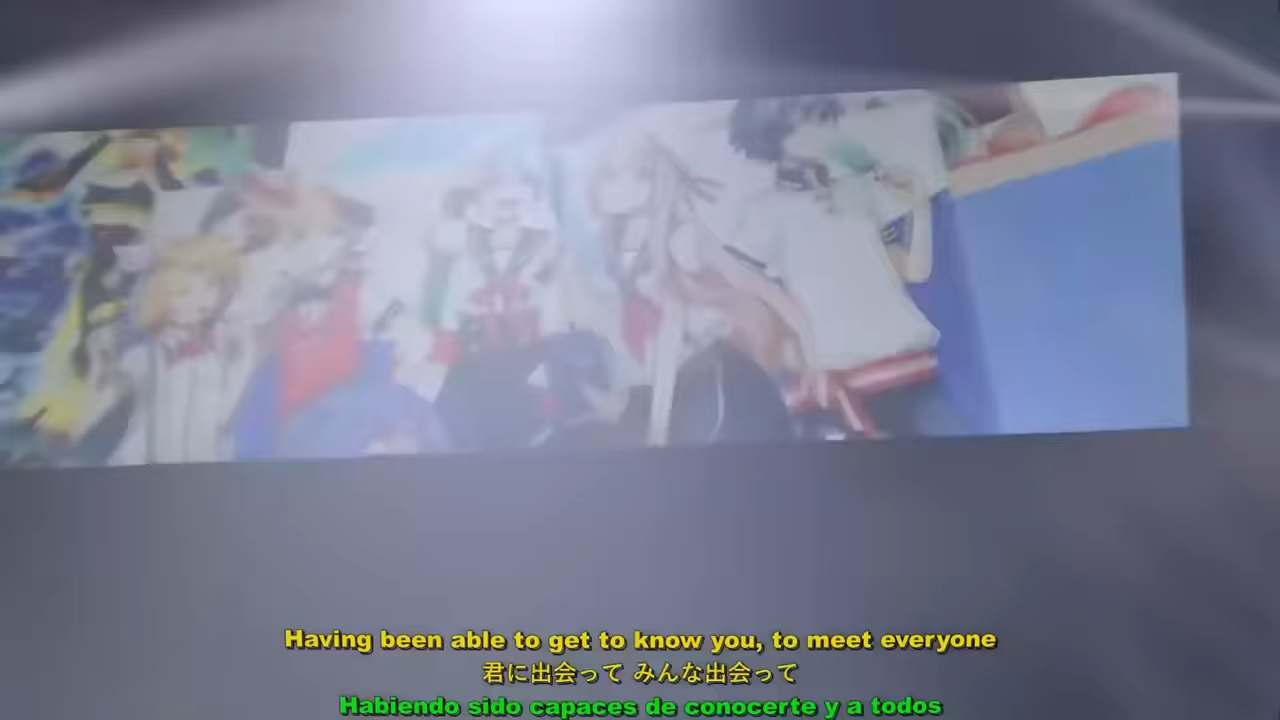 Having been able to get to know you, to meet everyone
君に出会って みんな出会って
Habiendo sido capaces de conocerte y a todos